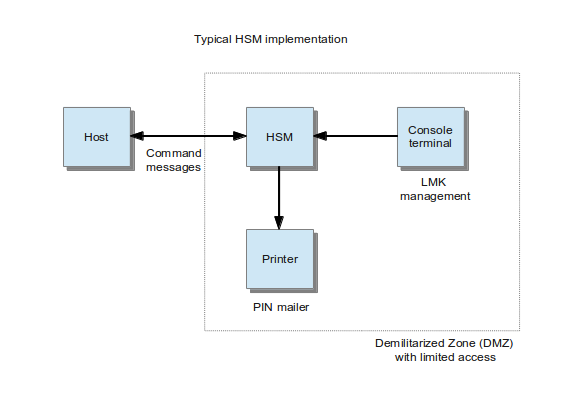 Typical HSM implementation
Host
HSM
Console
terminal
Command
messages
LMK
management
Printer
PIN mailer
Demilitarized Zone (DMZ)
with limited access